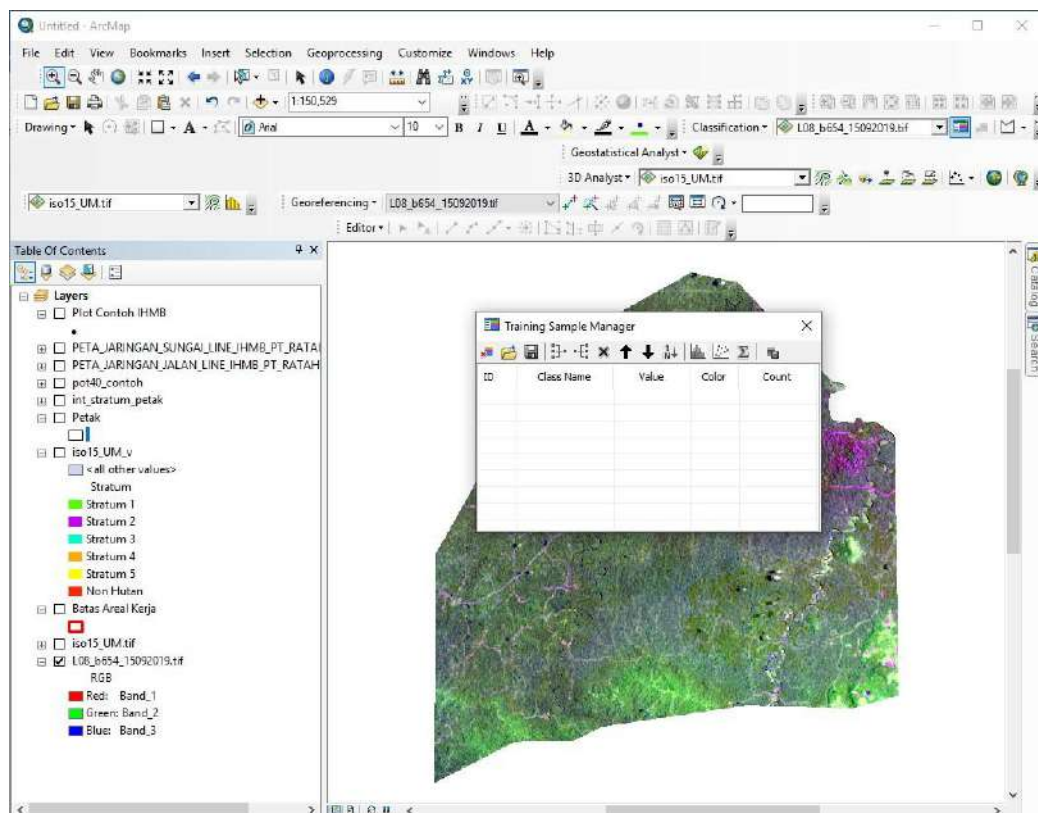 Untitled - ArcMap
File Edit View Bookmarks Insert Selection Geoprocessing Customize Windows Help
1:150,529
Drawing Arial 10 B I U A Classification L08_b654_15092019.tif
Geostatistical Analyst
3D Analyst iso15_UM.tif
iso15_UM.tif Georeferencing L08_b654_15092019.tif
Editor
Table Of Contents
Layers
Plot Contoh IHMB
PETA_JARINGAN_SUNGAI_LINE_IHMB_PT_RATAI
PETA_JARINGAN_JALAN_LINE_IHMB_PT_RATAH
pot40_contoh
int_stratum_petak
Petak
iso15_UM_v
<all other values>
Stratum
Stratum 1
Stratum 2
Stratum 3
Stratum 4
Stratum 5
Non Hutan
Batas Areal Kerja
iso15_UM.tif
L08_b654_15092019.tif
RGB
Red: Band_1
Green: Band_2
Blue: Band_3
Training Sample Manager
ID Class Name Value Color Count
Catalog
Search